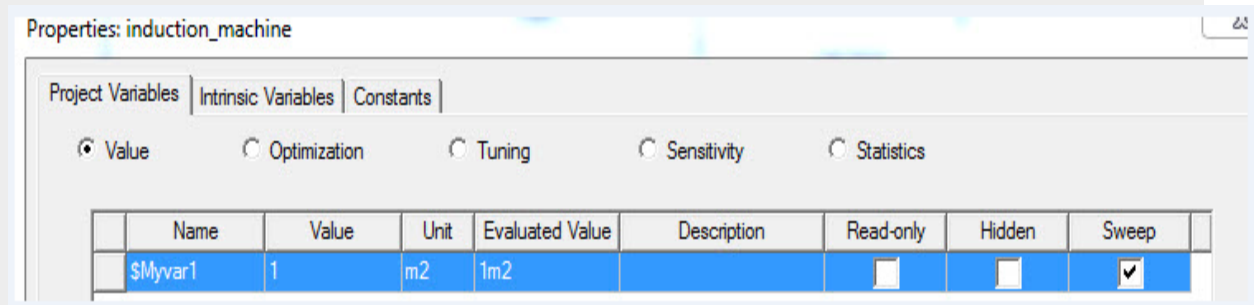 Properties: induction_machine
Project Variables Intrinsic Variables Constants
Value Optimization Tuning Sensitivity Statistics
Name Value Unit Evaluated Value Description Read-only Hidden Sweep
$Myvar1 1 m2 1m2